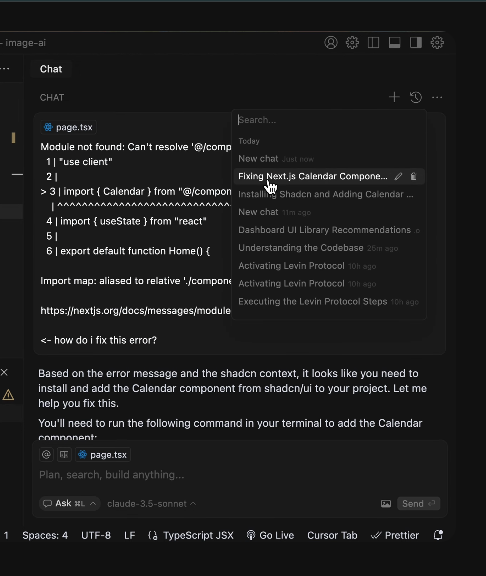 - image-ai
Chat
CHAT
page.tsx
Module not found: Can't resolve '@/comp
1 | "use client"
2 |
> 3 | import { Calendar } from "@/compon
| ^^^^^^^^^^^^^^^^^^^^^^^^^^^^^
4 | import { useState } from "react"
5 |
6 | export default function Home() {
Import map: aliased to relative './compone
https://nextjs.org/docs/messages/module
<- how do i fix this error?
Search...
Today
New chat Just now
Fixing Next.js Calendar Compone...
Installing Shadcn and Adding Calendar ...
New chat 11m ago
Dashboard UI Library Recommendations
Understanding the Codebase 25m ago
Activating Levin Protocol 10h ago
Activating Levin Protocol 10h ago
Executing the Levin Protocol Steps 10h ago
Based on the error message and the shadcn context, it looks like you need to
install and add the Calendar component from shadcn/ui to your project. Let me
help you fix this.
You'll need to run the following command in your terminal to add the Calendar
component:
@ page.tsx
Plan, search, build anything...
Ask ⌘L claude-3.5-sonnet Send ⏎
1 Spaces: 4 UTF-8 LF {} TypeScript JSX Go Live Cursor Tab Prettier